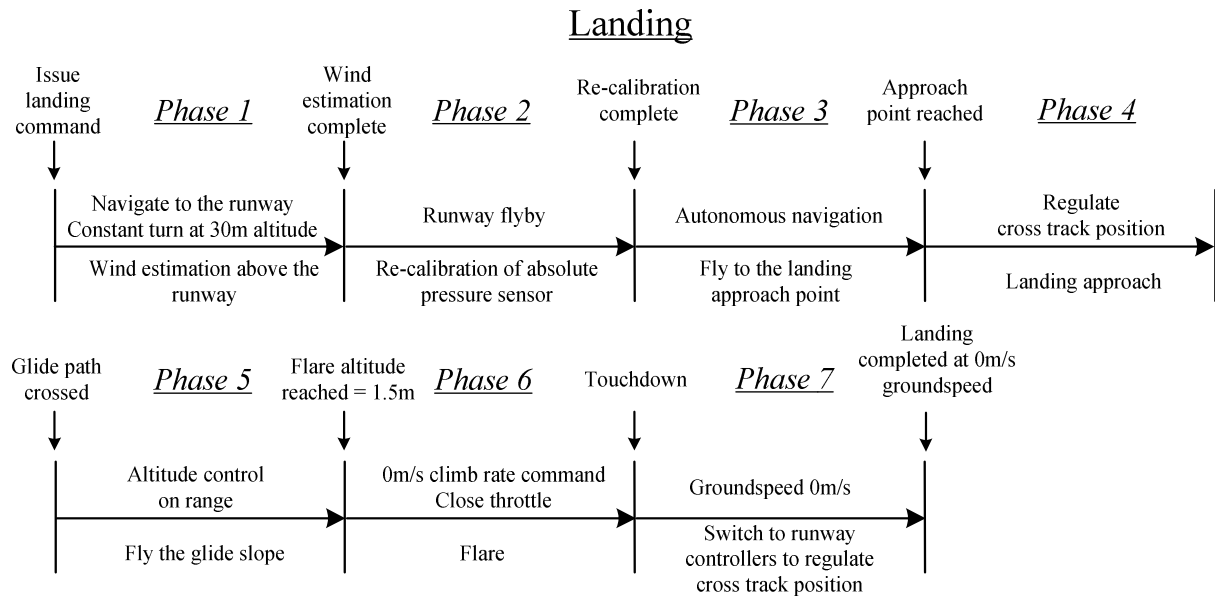 Landing
Issue
landing
command
Phase 1
Wind
estimation
complete
Phase 2
Re-calibration
complete
Phase 3
Approach
point reached
Phase 4
Navigate to the runway
Constant turn at 30m altitude
Wind estimation above the
runway
Runway flyby
Re-calibration of absolute
pressure sensor
Autonomous navigation
Fly to the landing
approach point
Regulate
cross track position
Landing approach
Glide path
crossed
Phase 5
Flare altitude
reached = 1.5m
Phase 6
Touchdown
Phase 7
Landing
completed at 0m/s
groundspeed
Altitude control
on range
Fly the glide slope
0m/s climb rate command
Close throttle
Flare
Groundspeed 0m/s
Switch to runway
controllers to regulate
cross track position